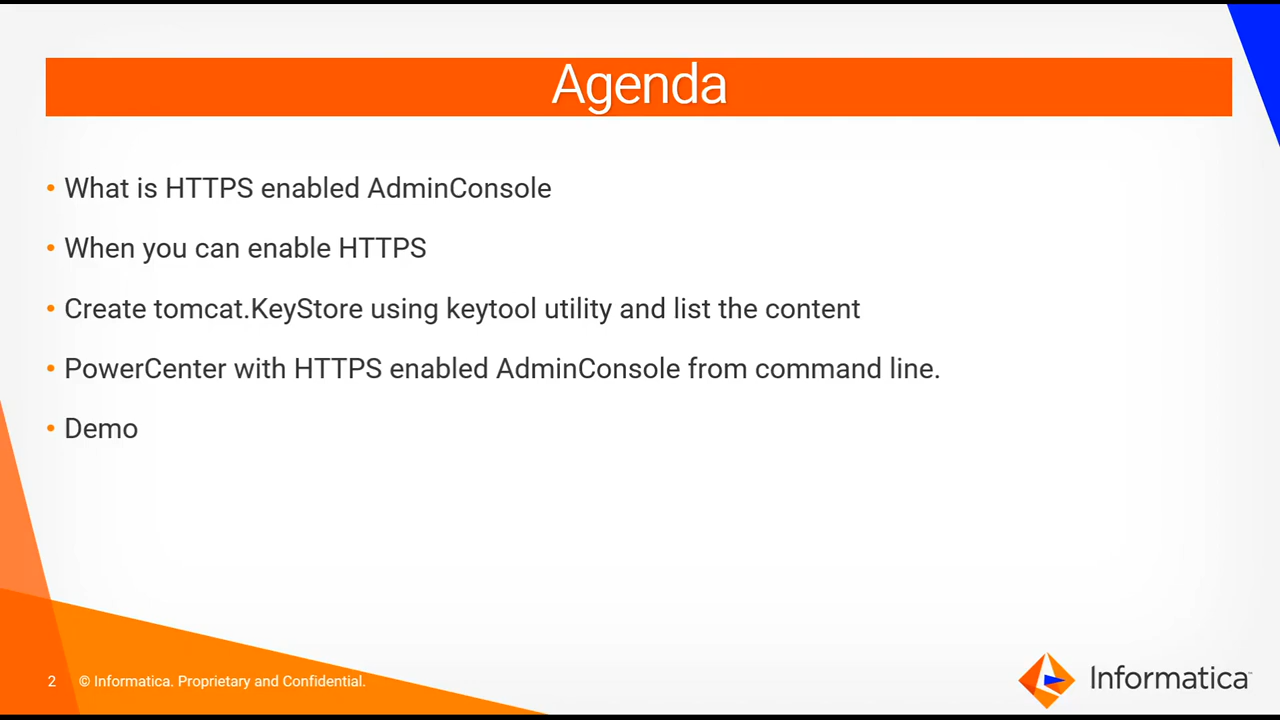 Agenda
• What is HTTPS enabled AdminConsole
• When you can enable HTTPS
• Create tomcat.KeyStore using keytool utility and list the content
• PowerCenter with HTTPS enabled AdminConsole from command line.
• Demo
2 © Informatica. Proprietary and Confidential.
Informatica™